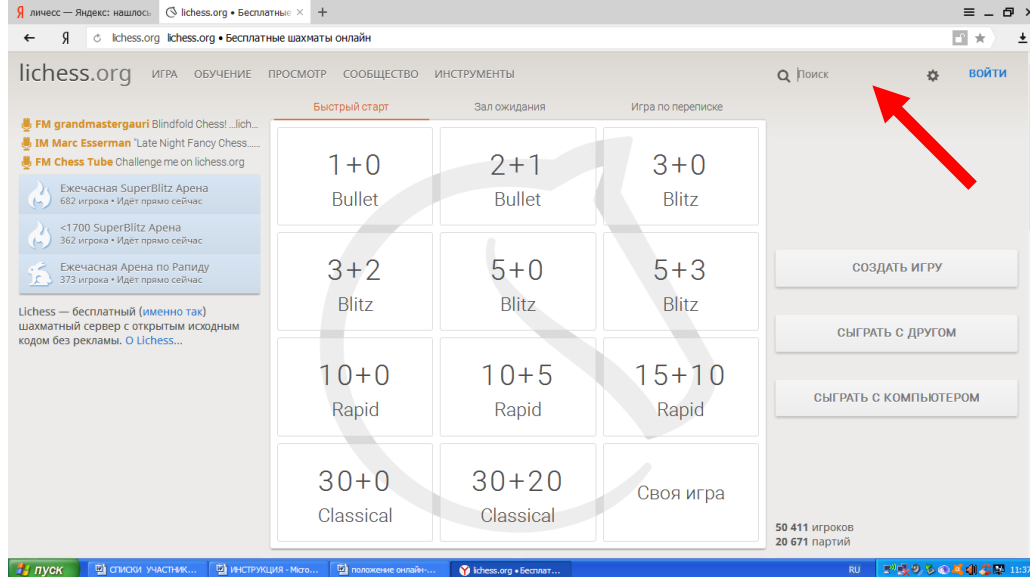 личесс — Яндекс: нашлось
lichess.org • Бесплатные
Я
lichess.org lichess.org • Бесплатные шахматы онлайн
lichess.org ИГРА ОБУЧЕНИЕ ПРОСМОТР СООБЩЕСТВО ИНСТРУМЕНТЫ
Поиск
ВОЙТИ
Быстрый старт
Зал ожидания
Игра по переписке
FM grandmastergauri Blindfold Chess! ...lich...
IM Marc Esserman "Late Night Fancy Chess......
FM Chess Tube Challenge me on lichess.org
Ежечасная SuperBlitz Арена
682 игрока • Идёт прямо сейчас
<1700 SuperBlitz Арена
362 игрока • Идёт прямо сейчас
Ежечасная Арена по Рапиду
373 игрока • Идёт прямо сейчас
Lichess — бесплатный (именно так)
шахматный сервер с открытым исходным
кодом без рекламы. О Lichess...
1+0
Bullet
2+1
Bullet
3+0
Blitz
3+2
Blitz
5+0
Blitz
5+3
Blitz
10+0
Rapid
10+5
Rapid
15+10
Rapid
30+0
Classical
30+20
Classical
Своя игра
СОЗДАТЬ ИГРУ
СЫГРАТЬ С ДРУГОМ
СЫГРАТЬ С КОМПЬЮТЕРОМ
50 411 игроков
20 671 партий
пуск
СПИСКИ УЧАСТНИК...
ИНСТРУКЦИЯ - Micro...
положение онлайн-...
lichess.org • Бесплат...
RU
11:37